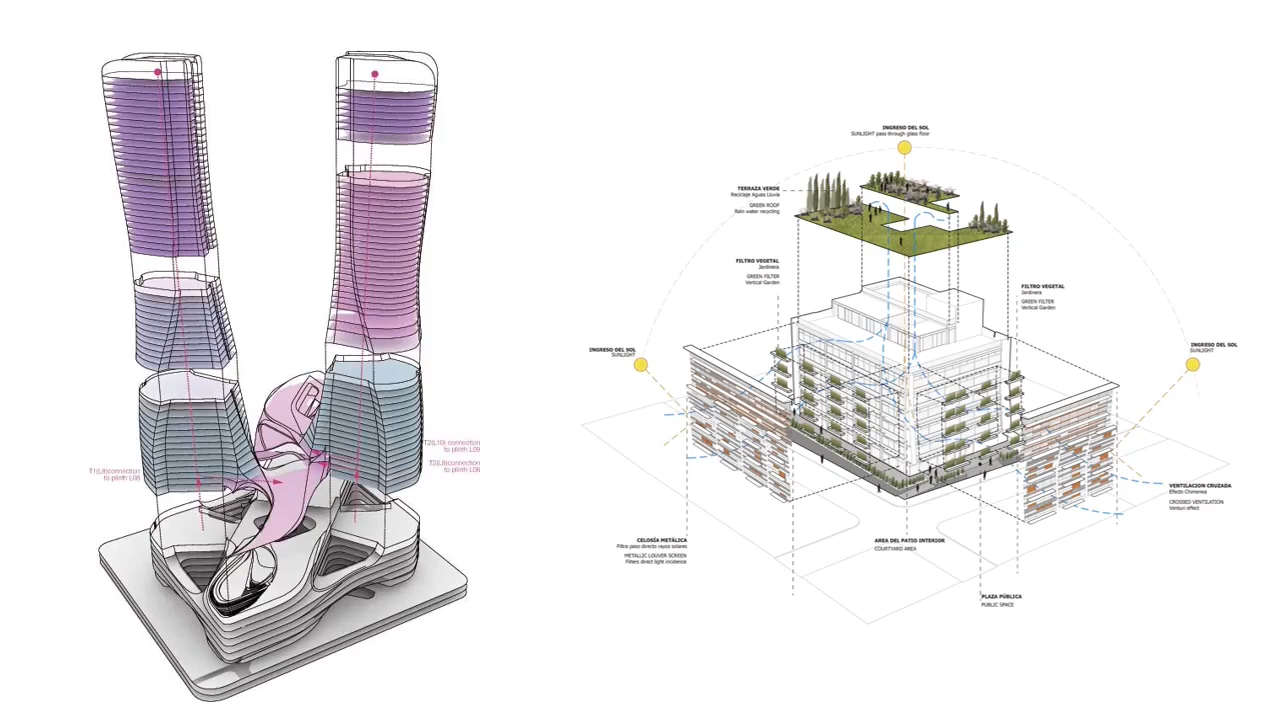 T1(L8)connection
to plinth L08
T2(L10) connection
to plinth L09
T2(L8)connection
to plinth L08
INGRESO DEL SOL
SUNLIGHT pass through glass floor
TERRAZA VERDE
Reciclaje Aguas Lluvia
GREEN ROOF
Rain water recycling
FILTRO VEGETAL
Jardinera
GREEN FILTER
Vertical Garden
FILTRO VEGETAL
Jardinera
GREEN FILTER
Vertical Garden
INGRESO DEL SOL
SUNLIGHT
INGRESO DEL SOL
SUNLIGHT
VENTILACION CRUZADA
Efecto Chimenea
CROSSED VENTILATION
Venturi effect
CELOSÍA METÁLICA
Filtra paso directo rayos solares
METALLIC LOUVER SCREEN
Filters direct light incidence
AREA DEL PATIO INTERIOR
COURTYARD AREA
PLAZA PÚBLICA
PUBLIC SPACE